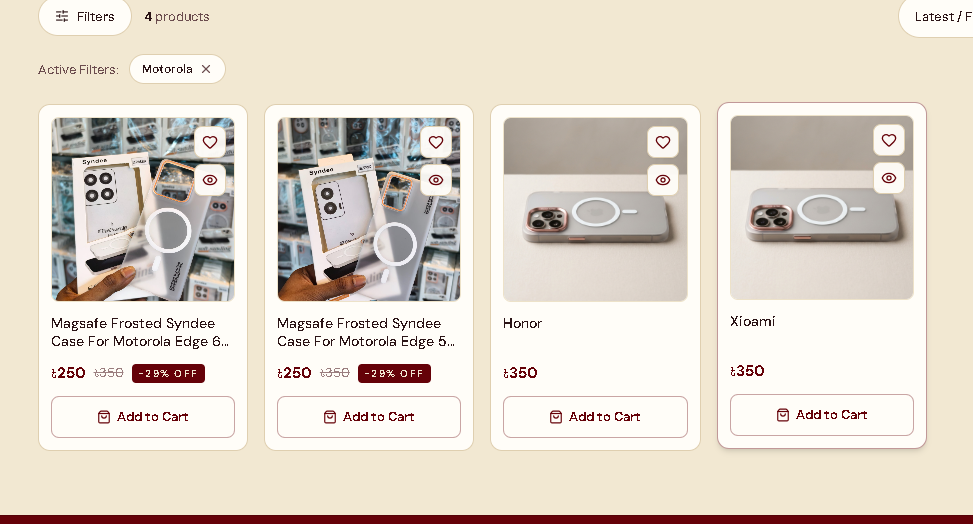 Filters
4 products
Latest / F
Active Filters:
Motorola
Syndee
Syndee
Magsafe Frosted Syndee
Case For Motorola Edge 6...
৳250 ৳350 -29% OFF
Add to Cart
Magsafe Frosted Syndee
Case For Motorola Edge 5...
৳250 ৳350 -29% OFF
Add to Cart
Honor
৳350
Add to Cart
Xioami
৳350
Add to Cart